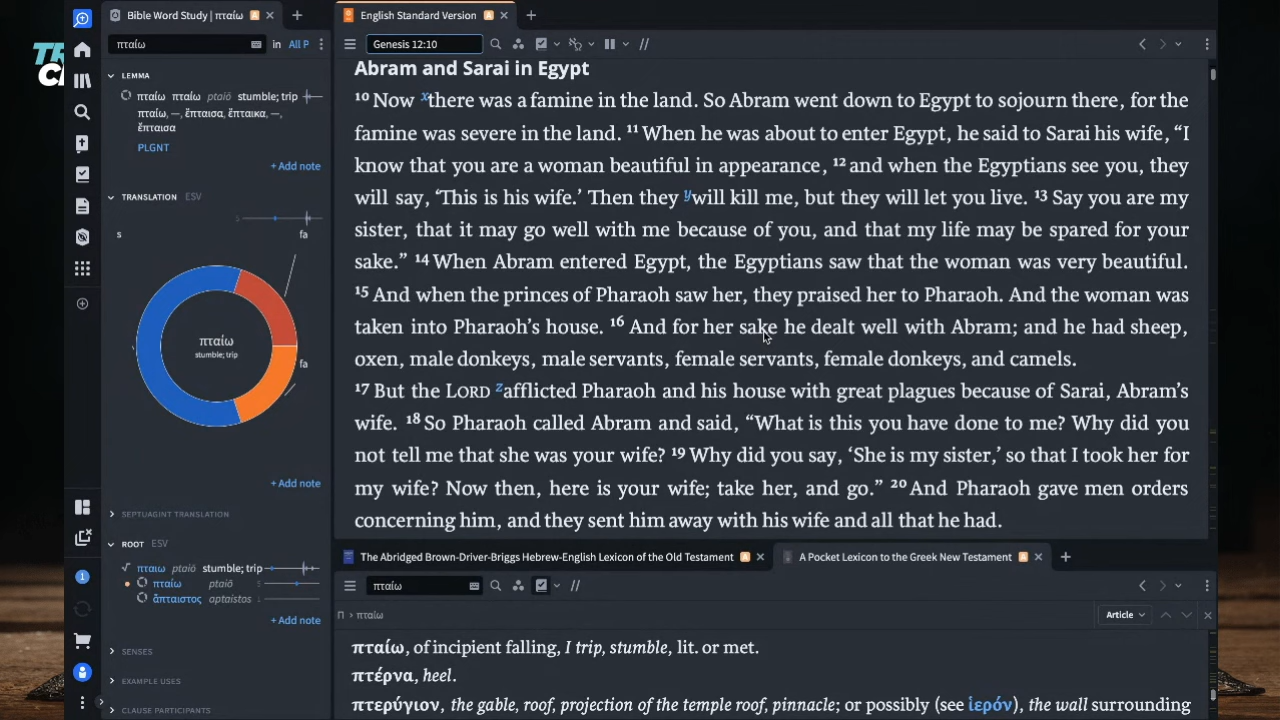 Bible Word Study | πταίω A
English Standard Version A
πταίω in All P
Genesis 12:10
LEMMA
πταίω πταίω ptaiō stumble; trip
πταίω, —, ἔπταισα, ἔπταικα, —,
ἔπταισα
PLGNT
+ Add note
TRANSLATION ESV
s
s
fa
πταίω
stumble; trip
fa
+ Add note
SEPTUAGINT TRANSLATION
ROOT ESV
√ πταιω ptaiō stumble; trip
πταίω ptaiō s
ἄπταιστος aptaistos
+ Add note
SENSES
EXAMPLE USES
CLAUSE PARTICIPANTS
1
Abram and Sarai in Egypt
10 Now xthere was a famine in the land. So Abram went down to Egypt to sojourn there, for the
famine was severe in the land. 11 When he was about to enter Egypt, he said to Sarai his wife, “I
know that you are a woman beautiful in appearance, 12 and when the Egyptians see you, they
will say, ‘This is his wife.’ Then they ywill kill me, but they will let you live. 13 Say you are my
sister, that it may go well with me because of you, and that my life may be spared for your
sake.” 14 When Abram entered Egypt, the Egyptians saw that the woman was very beautiful.
15 And when the princes of Pharaoh saw her, they praised her to Pharaoh. And the woman was
taken into Pharaoh’s house. 16 And for her sake he dealt well with Abram; and he had sheep,
oxen, male donkeys, male servants, female servants, female donkeys, and camels.
17 But the LORD zafflicted Pharaoh and his house with great plagues because of Sarai, Abram’s
wife. 18 So Pharaoh called Abram and said, “What is this you have done to me? Why did you
not tell me that she was your wife? 19 Why did you say, ‘She is my sister,’ so that I took her for
my wife? Now then, here is your wife; take her, and go.” 20 And Pharaoh gave men orders
concerning him, and they sent him away with his wife and all that he had.
The Abridged Brown-Driver-Briggs Hebrew-English Lexicon of the Old Testament A
A Pocket Lexicon to the Greek New Testament A
πταίω
Π > πταίω
Article
πταίω, of incipient falling, I trip, stumble, lit. or met.
πτέρνα, heel.
πτερύγιον, the gable, roof, projection of the temple roof, pinnacle; or possibly (see ἱερόν), the wall surrounding